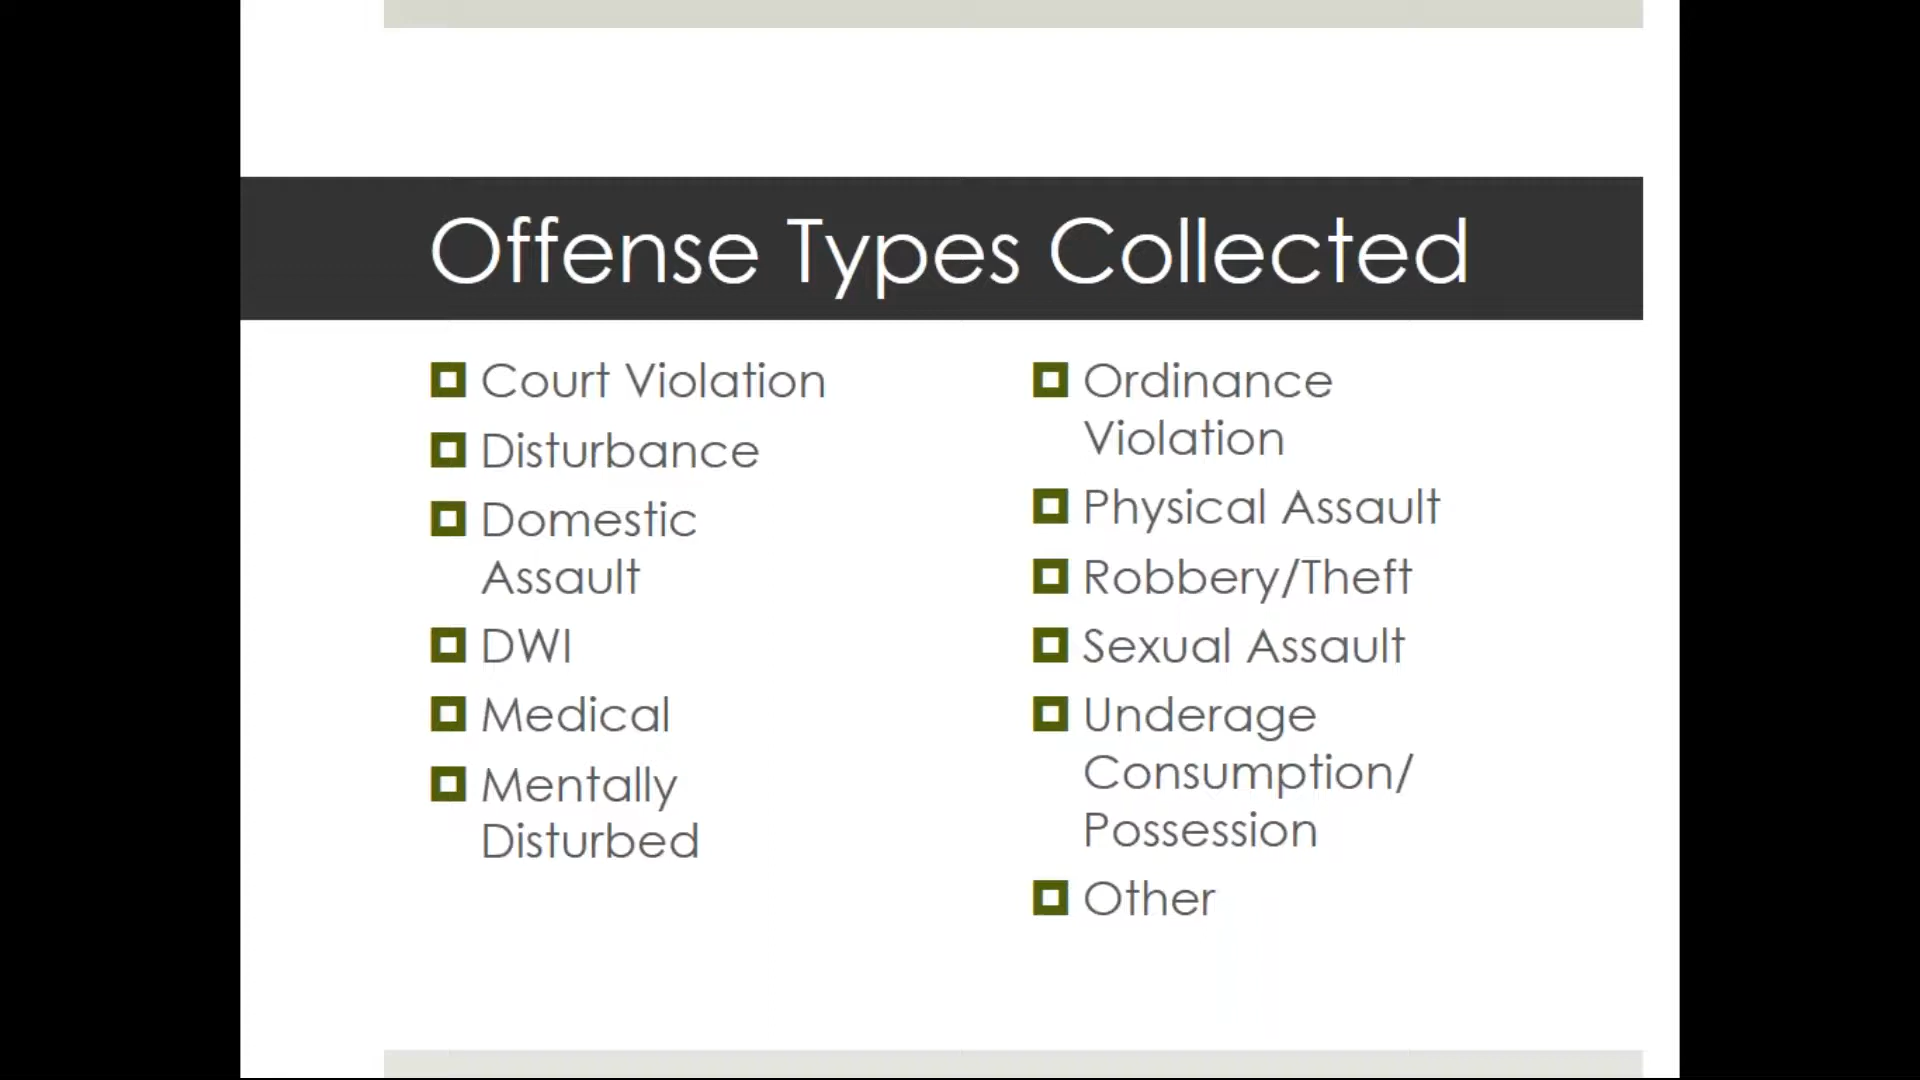 Offense Types Collected
Court Violation
Disturbance
Domestic
Assault
DWI
Medical
Mentally
Disturbed
Ordinance
Violation
Physical Assault
Robbery/Theft
Sexual Assault
Underage
Consumption/
Possession
Other